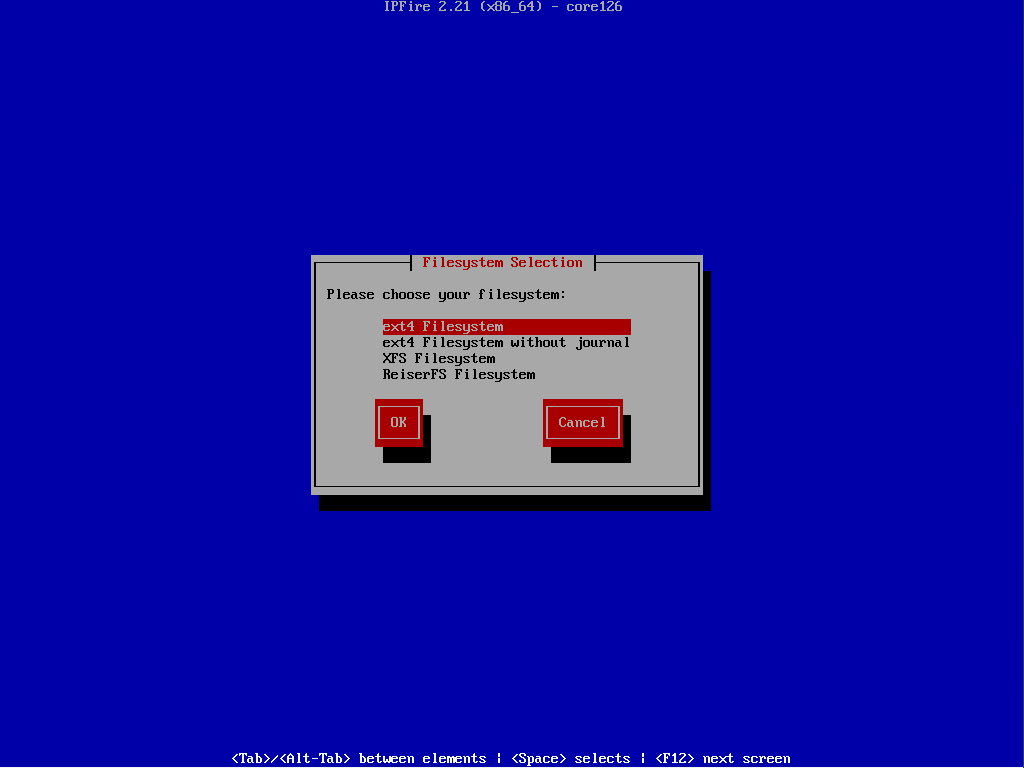 IPFire 2.21 (x86_64) - core126
Filesystem Selection
Please choose your filesystem:
ext4 Filesystem
ext4 Filesystem without journal
XFS Filesystem
ReiserFS Filesystem
OK Cancel
<Tab>/<Alt-Tab> between elements | <Space> selects | <F12> next screen